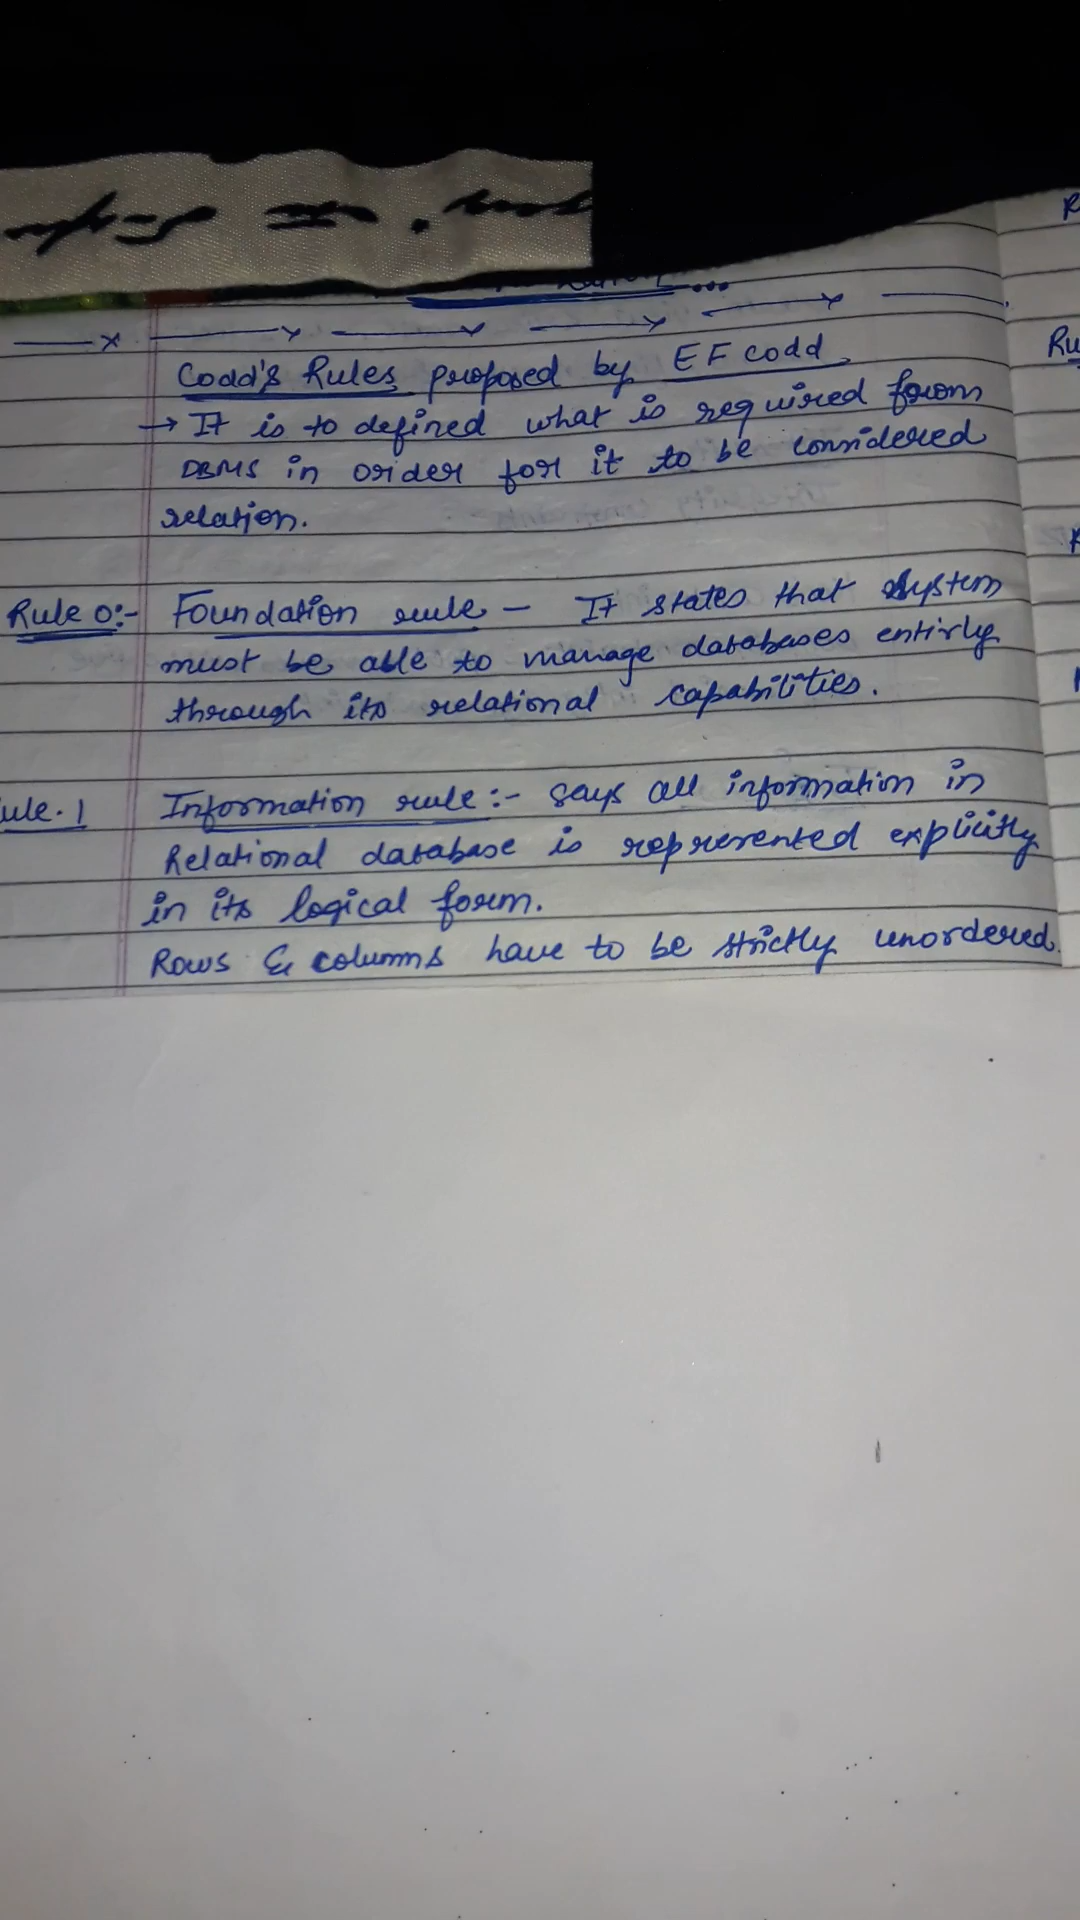 Codd's Rules proposed by EF codd
→ It is to defined what is required from
DBMS in order for it to be considered
relation.
Rule 0:- Foundation rule - It states that system
must be able to manage databases entirly
through its relational capabilities.
ule.1 Information rule:- says all information in
Relational database is represented explicitly
in its logical form.
Rows & columns have to be strictly unordered.